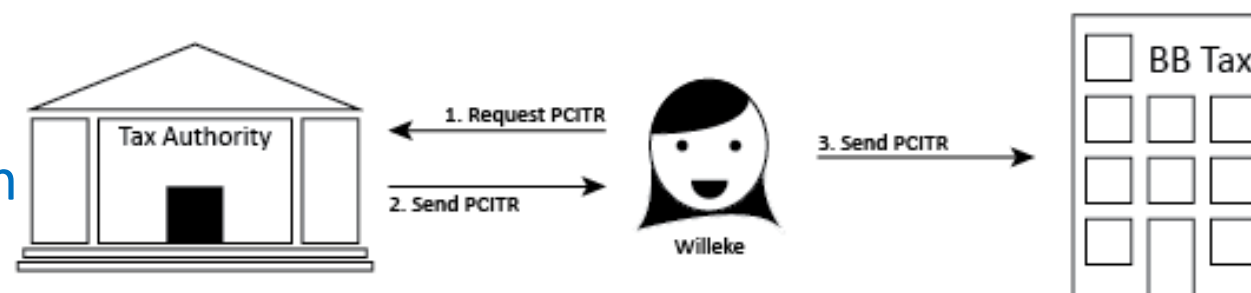 BB Tax
1. Request PCITR
Tax Authority
3. Send PCITR
n
2. Send PCITR
Willeke